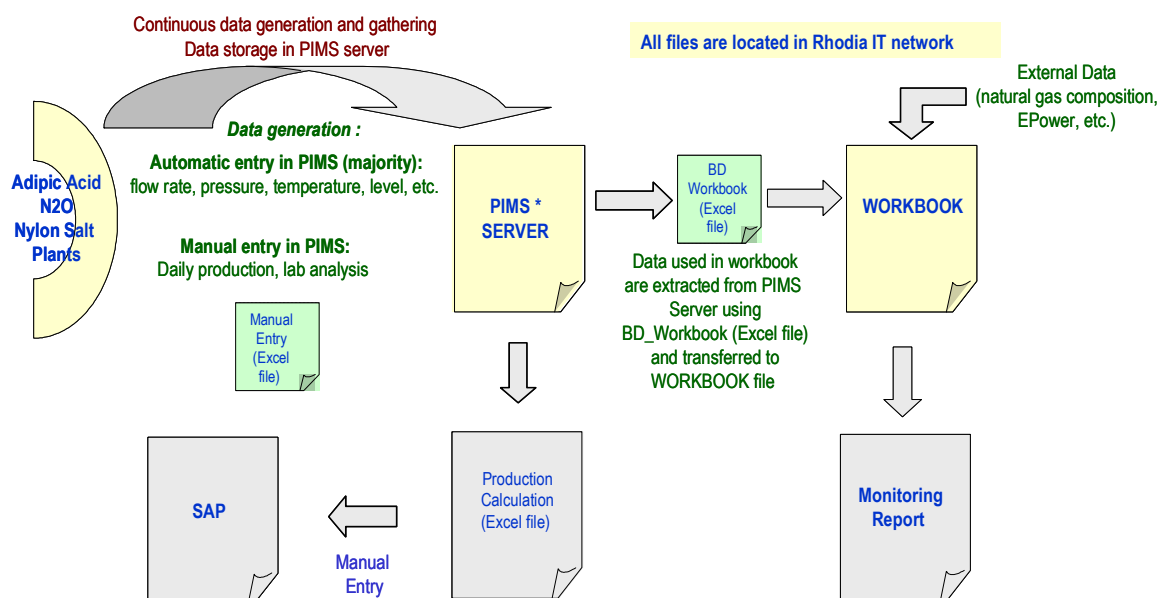 Continuous data generation and gathering
Data storage in PIMS server
All files are located in Rhodia IT network
External Data
(natural gas composition,
EPower, etc.)
Data generation :
Automatic entry in PIMS (majority):
flow rate, pressure, temperature, level, etc.
Adipic Acid
N2O
Nylon Salt
Plants
Manual entry in PIMS:
Daily production, lab analysis
Manual
Entry
(Excel
file)
PIMS *
SERVER
BD
Workbook
(Excel
file)
WORKBOOK
Data used in workbook
are extracted from PIMS
Server using
BD_Workbook (Excel file)
and transferred to
WORKBOOK file
SAP
Manual
Entry
Production
Calculation
(Excel file)
Monitoring
Report